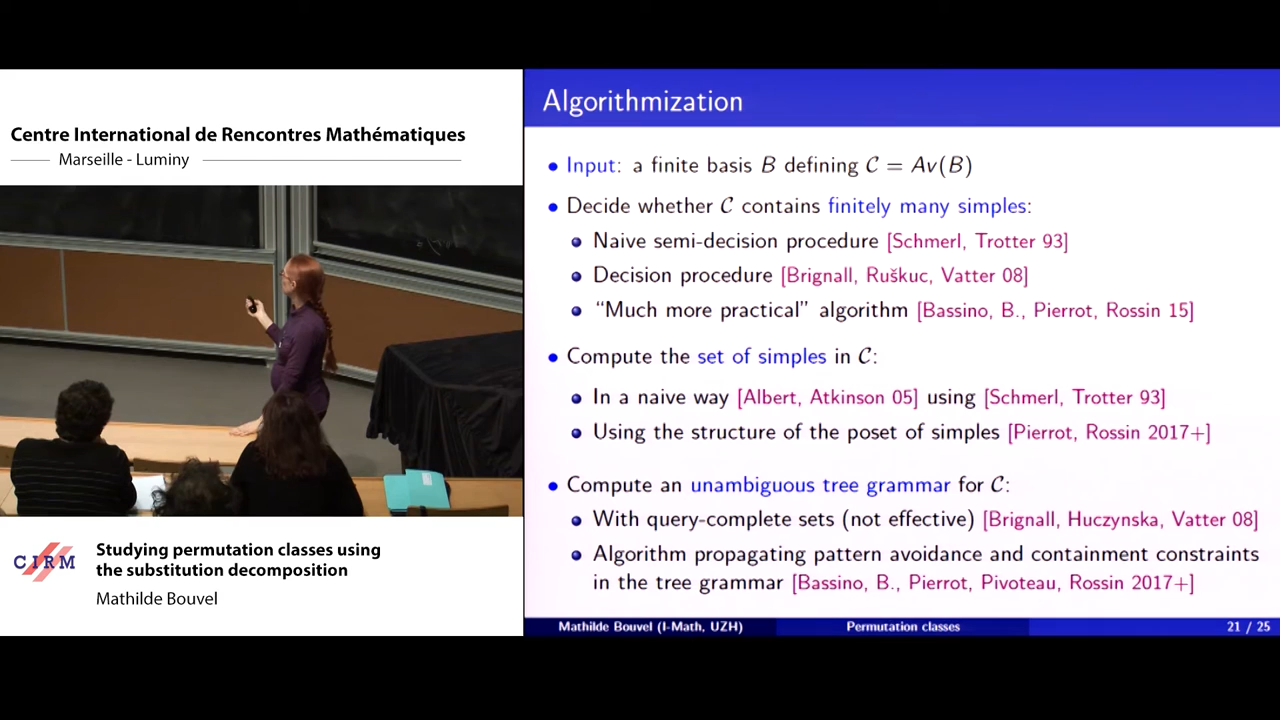 Centre International de Rencontres Mathématiques
Marseille - Luminy
CIRM
Studying permutation classes using
the substitution decomposition
Mathilde Bouvel
Algorithmization
• Input: a finite basis B defining 𝒞 = Av(B)
• Decide whether 𝒞 contains finitely many simples:
• Naive semi-decision procedure [Schmerl, Trotter 93]
• Decision procedure [Brignall, Ruškuc, Vatter 08]
• “Much more practical” algorithm [Bassino, B., Pierrot, Rossin 15]
• Compute the set of simples in 𝒞:
• In a naive way [Albert, Atkinson 05] using [Schmerl, Trotter 93]
• Using the structure of the poset of simples [Pierrot, Rossin 2017+]
• Compute an unambiguous tree grammar for 𝒞:
• With query-complete sets (not effective) [Brignall, Huczynska, Vatter 08]
• Algorithm propagating pattern avoidance and containment constraints
in the tree grammar [Bassino, B., Pierrot, Pivoteau, Rossin 2017+]
Mathilde Bouvel (I-Math, UZH)
Permutation classes
21 / 25